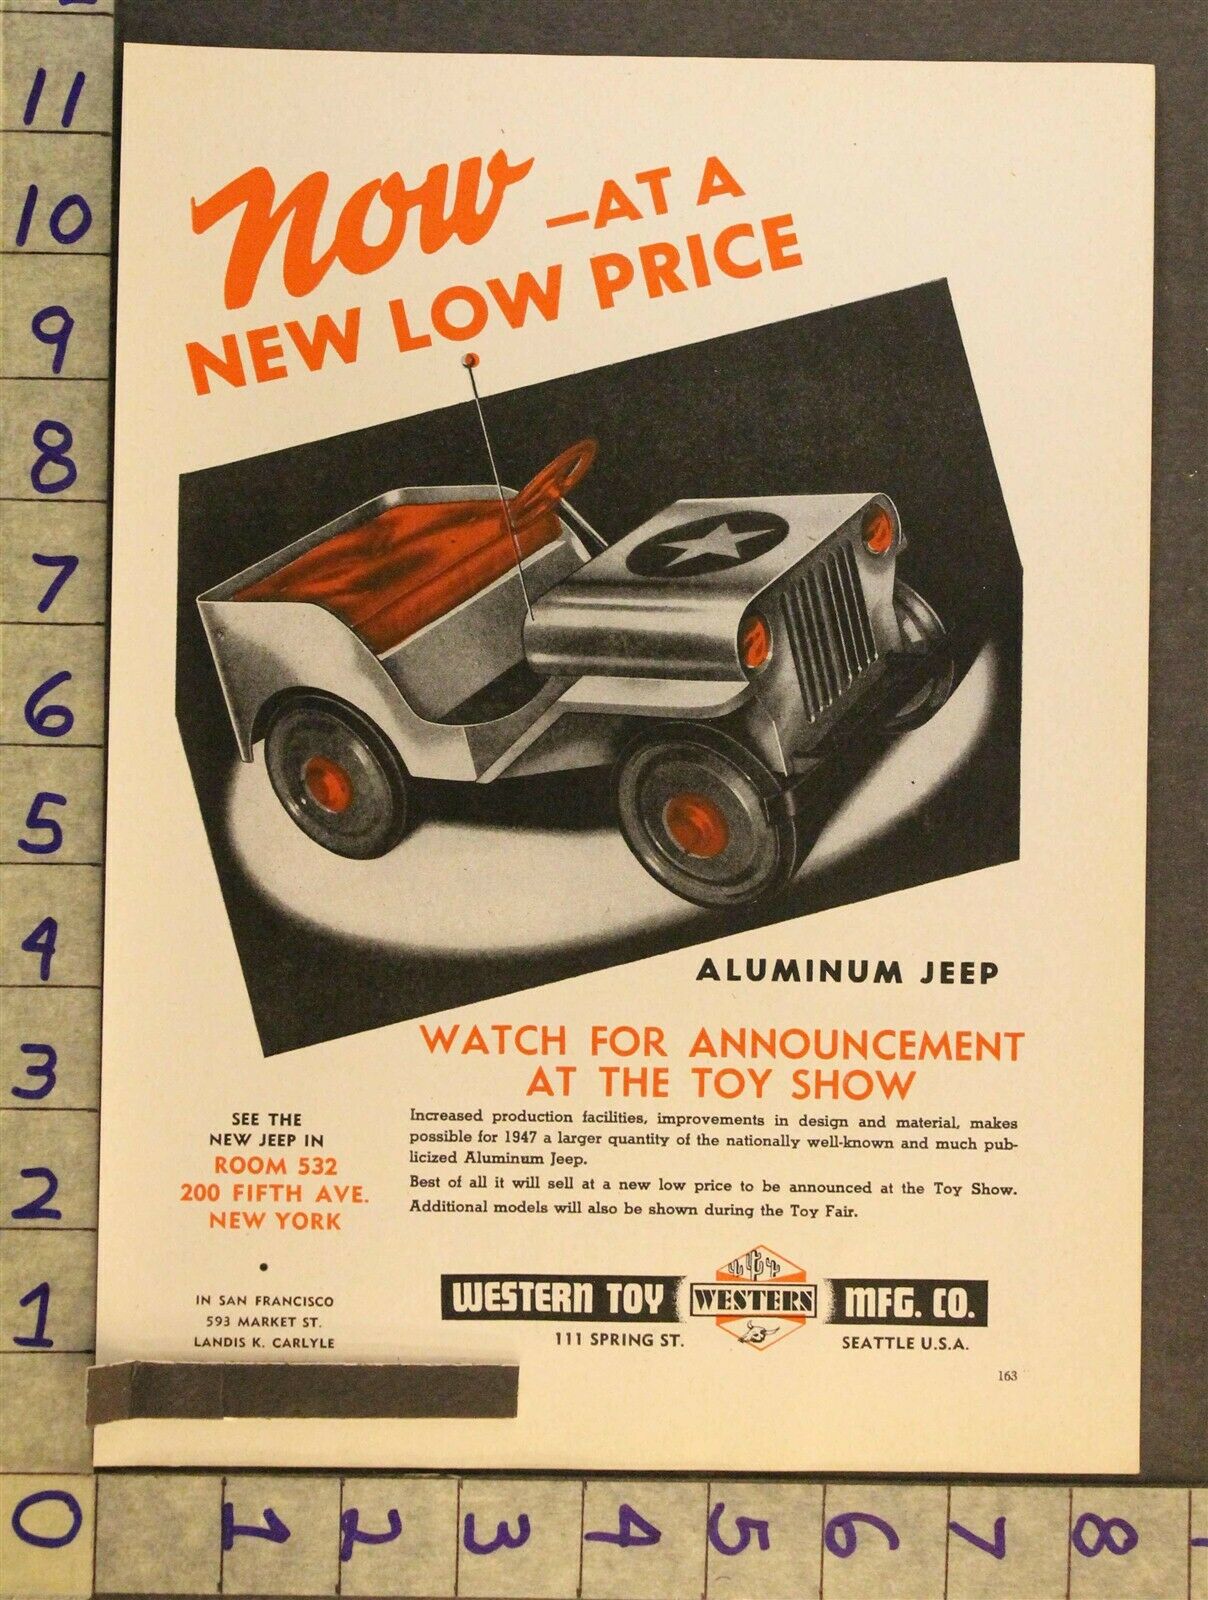 Now —AT A
NEW LOW PRICE
ALUMINUM JEEP
WATCH FOR ANNOUNCEMENT
AT THE TOY SHOW
Increased production facilities, improvements in design and material, makes
possible for 1947 a larger quantity of the nationally well-known and much pub-
licized Aluminum Jeep.
Best of all it will sell at a new low price to be announced at the Toy Show.
Additional models will also be shown during the Toy Fair.
SEE THE
NEW JEEP IN
ROOM 532
200 FIFTH AVE.
NEW YORK
IN SAN FRANCISCO
593 MARKET ST.
LANDIS K. CARLYLE
WESTERN TOY WESTERN MFG. CO.
111 SPRING ST. SEATTLE U.S.A.
163
11
10
9
8
7
6
5
4
3
2
1
0 1 2 3 4 5 6 7 8